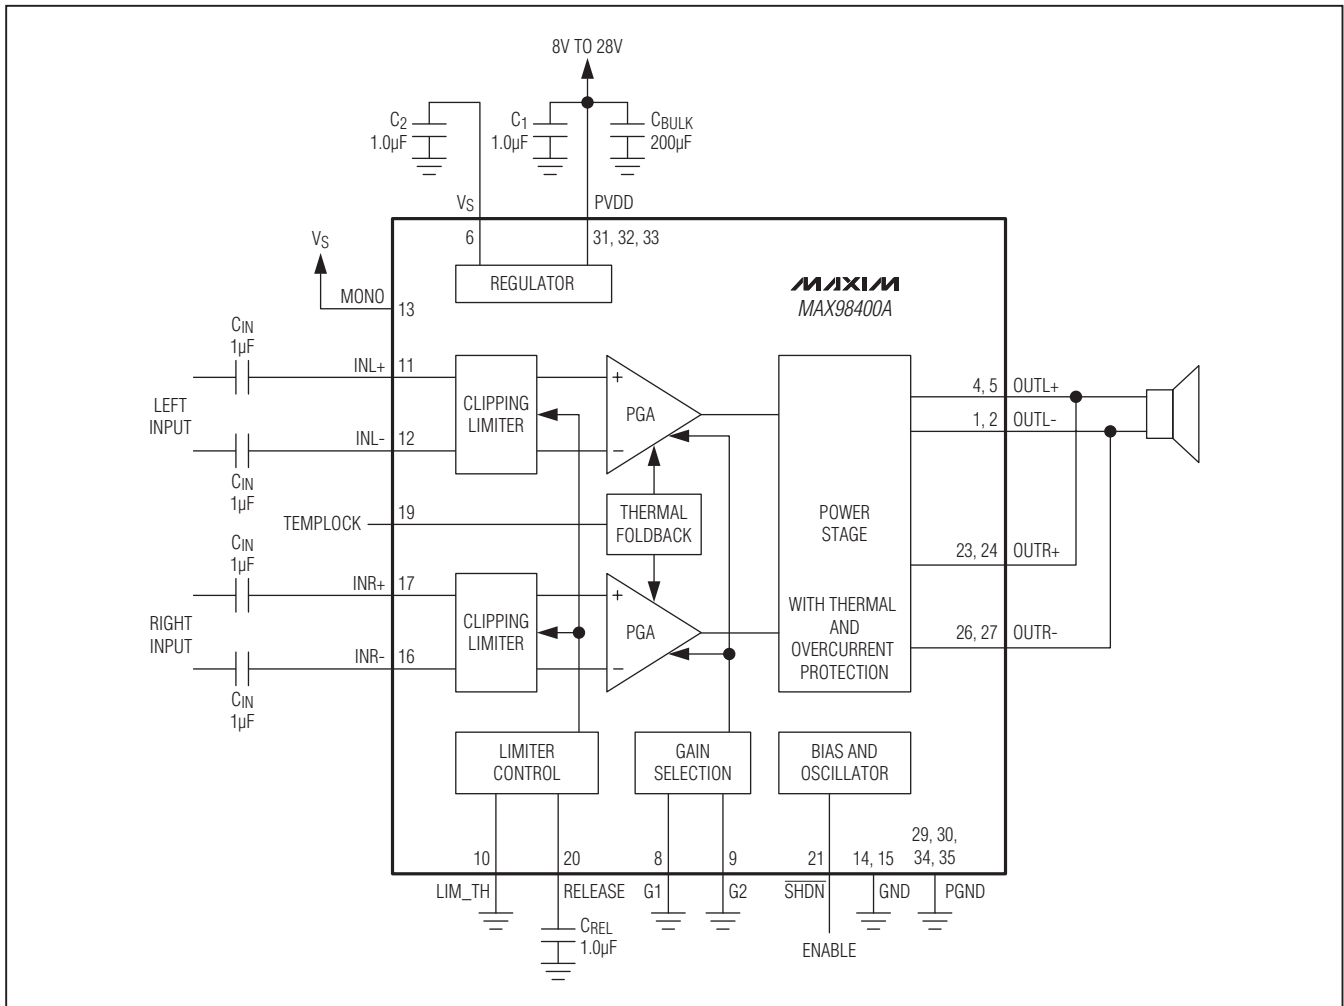 8V TO 28V
C2
1.0µF
C1
1.0µF
CBULK
200µF
VS
PVDD
6
31, 32, 33
VS
REGULATOR
MAXIM
MAX98400A
MONO
13
CIN
1µF
INL+
11
4, 5
OUTL+
LEFT
INPUT
CLIPPING
LIMITER
+
PGA
−
1, 2
OUTL-
INL-
12
CIN
1µF
TEMPLOCK
19
THERMAL
FOLDBACK
POWER
STAGE
CIN
1µF
23, 24
OUTR+
INR+
17
RIGHT
INPUT
CLIPPING
LIMITER
+
PGA
−
WITH THERMAL
AND
OVERCURRENT
PROTECTION
26, 27
OUTR-
INR-
16
CIN
1µF
LIMITER
CONTROL
GAIN
SELECTION
BIAS AND
OSCILLATOR
10
20
8
9
21
14, 15
29, 30,
34, 35
LIM_TH
RELEASE
G1
G2
SHDN
GND
PGND
CREL
1.0µF
ENABLE